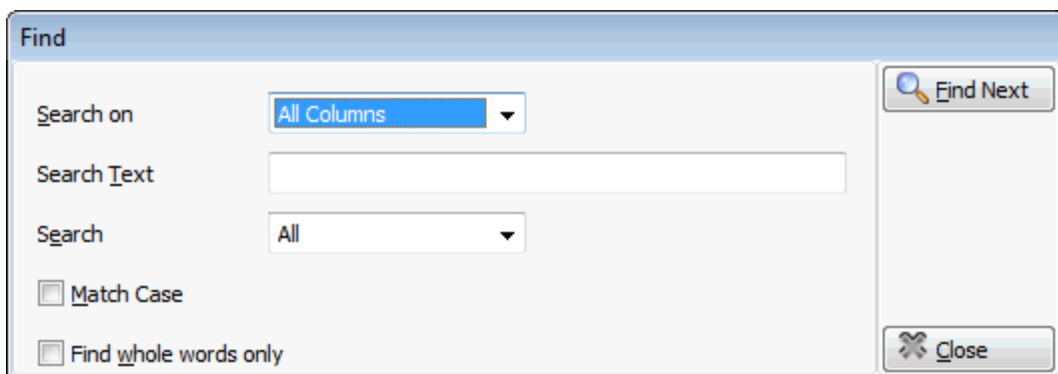 Find
Search on All Columns
Find Next
Search Text
Search All
Match Case
Find whole words only
Close